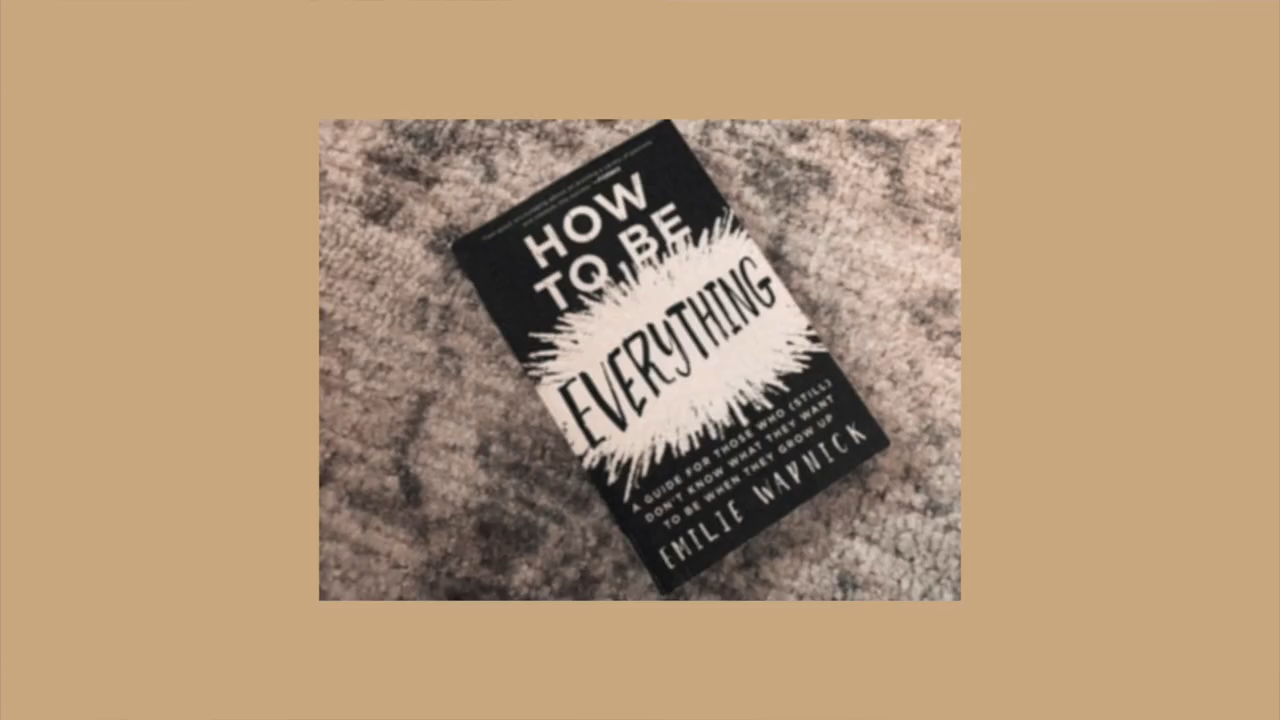 HOW
TO BE
EVERYTHING
A GUIDE FOR THOSE WHO (STILL)
DON'T KNOW WHAT THEY WANT
TO BE WHEN THEY GROW UP
EMILIE WAPNICK